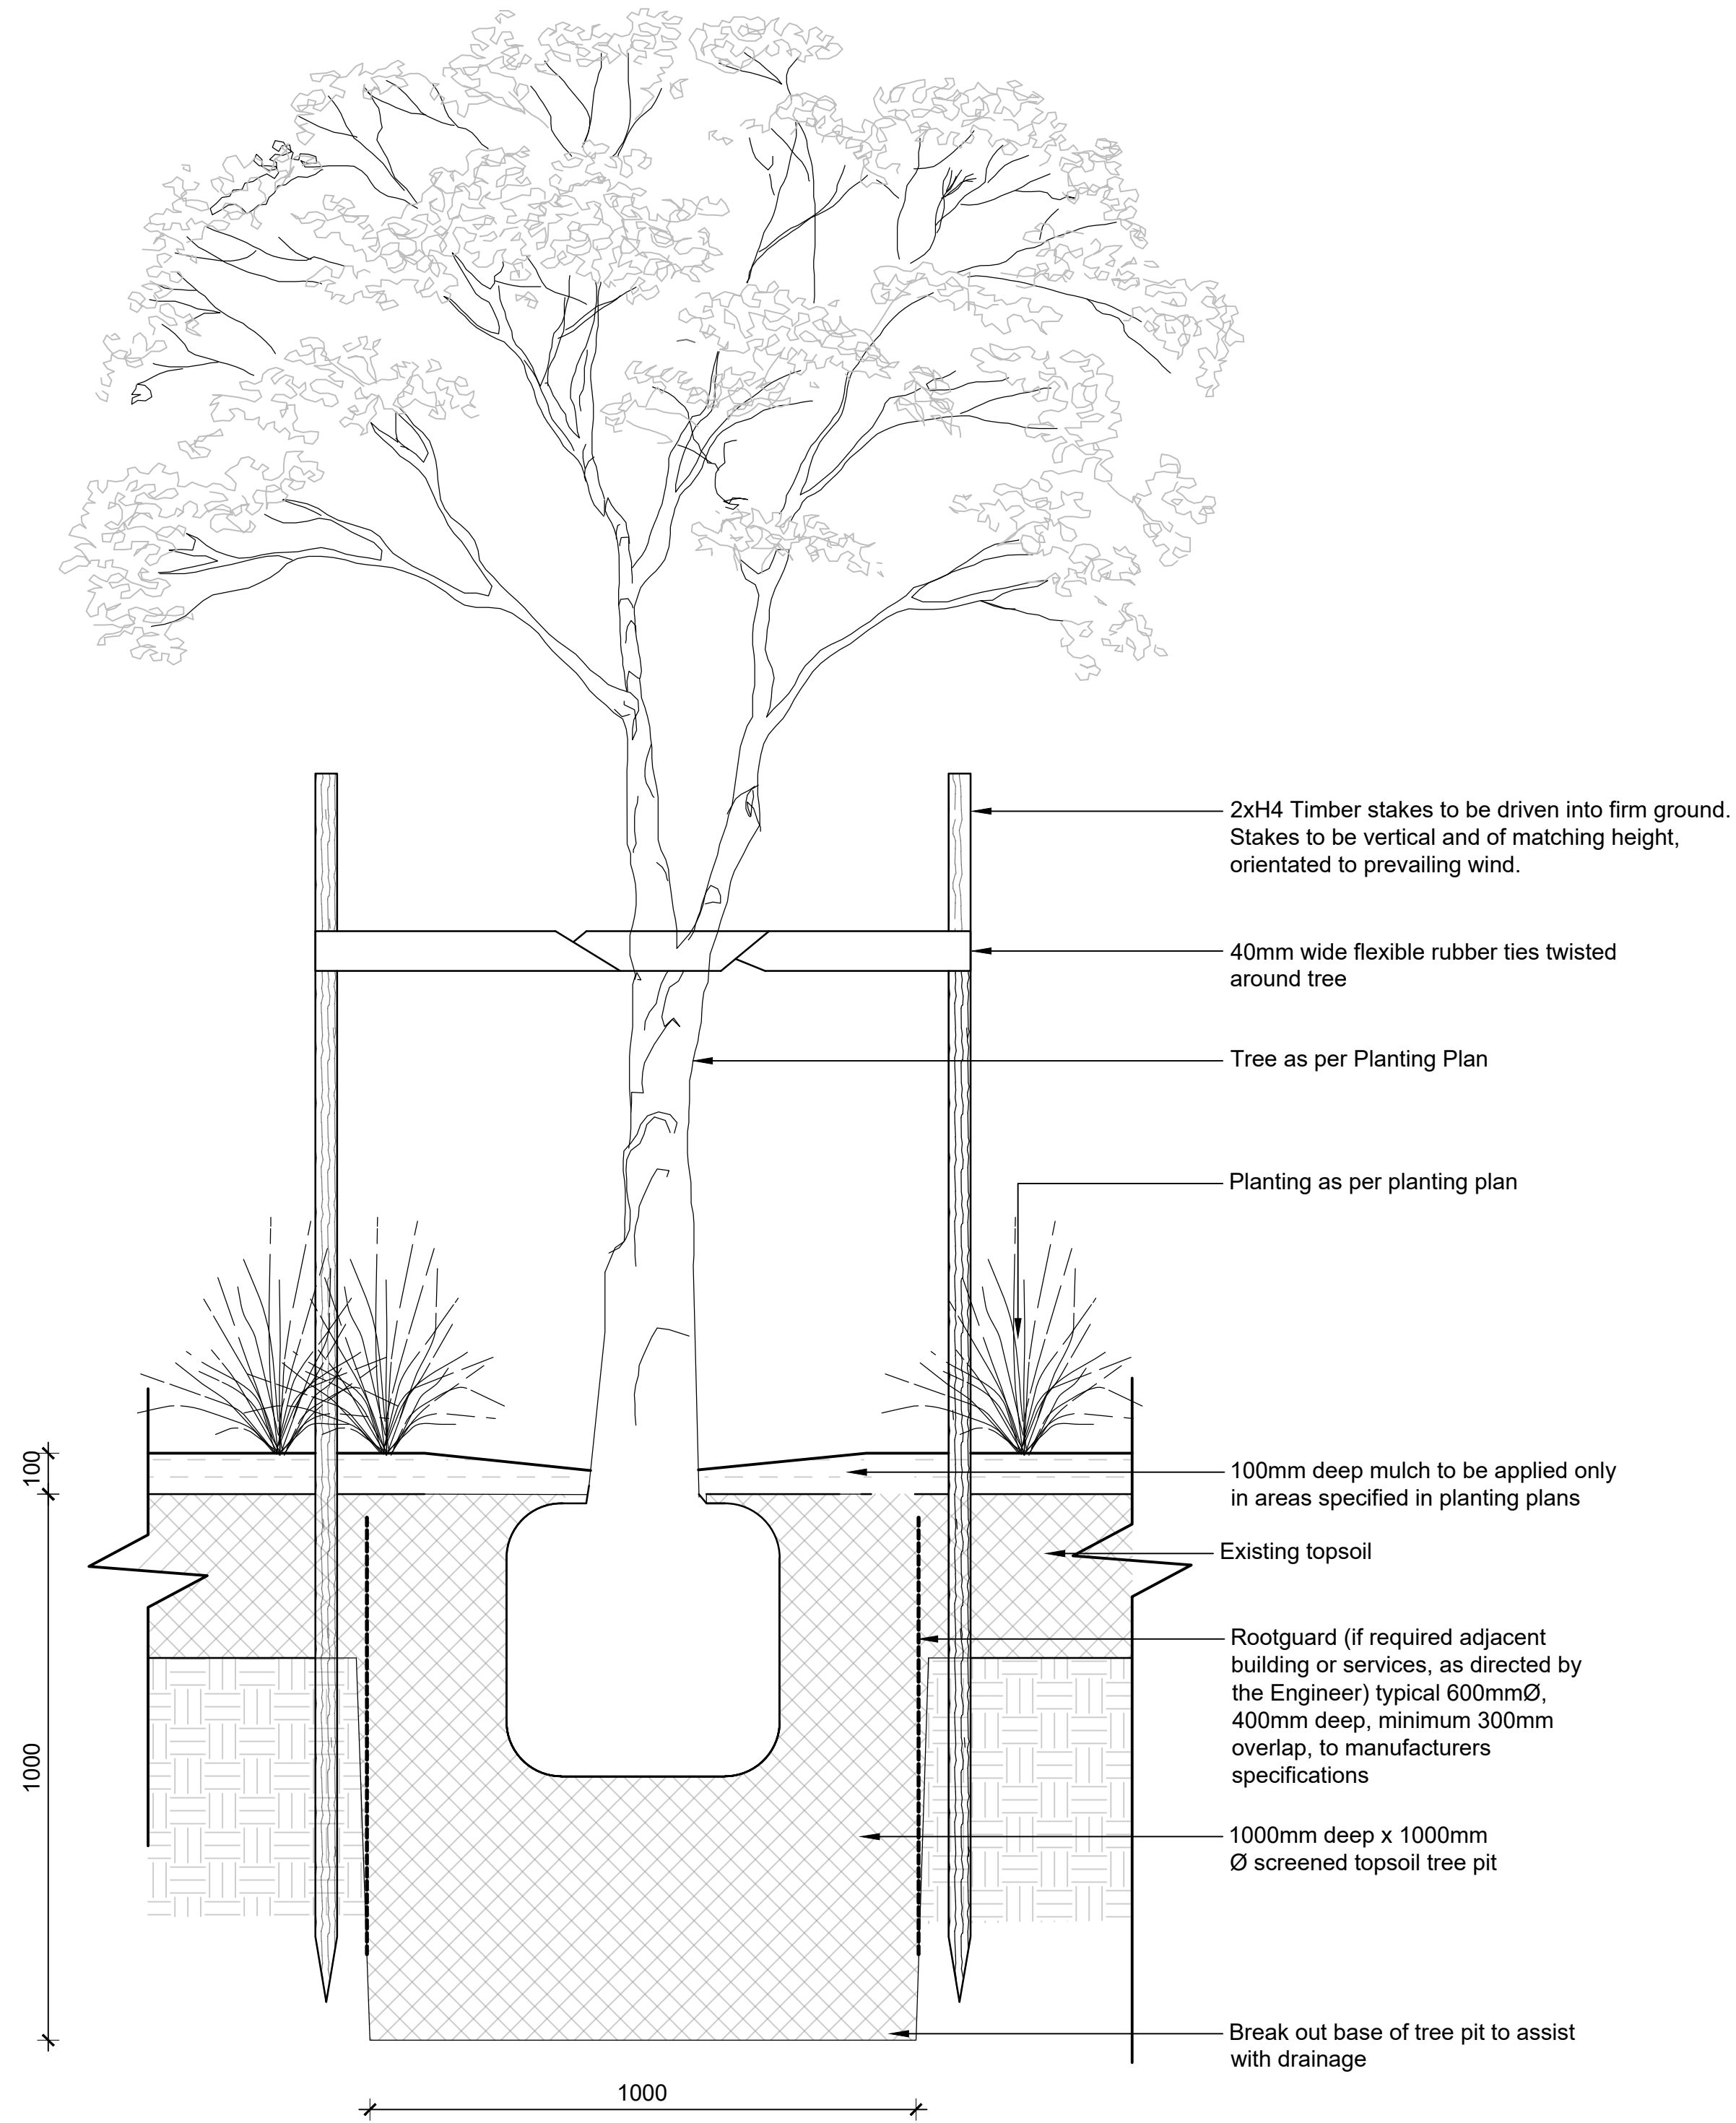 2xH4 Timber stakes to be driven into firm ground.
Stakes to be vertical and of matching height,
orientated to prevailing wind.
40mm wide flexible rubber ties twisted
around tree
Tree as per Planting Plan
Planting as per planting plan
100mm deep mulch to be applied only
in areas specified in planting plans
Existing topsoil
Rootguard (if required adjacent
building or services, as directed by
the Engineer) typical 600mmØ,
400mm deep, minimum 300mm
overlap, to manufacturers
specifications
1000mm deep x 1000mm
Ø screened topsoil tree pit
Break out base of tree pit to assist
with drainage
100
1000
1000